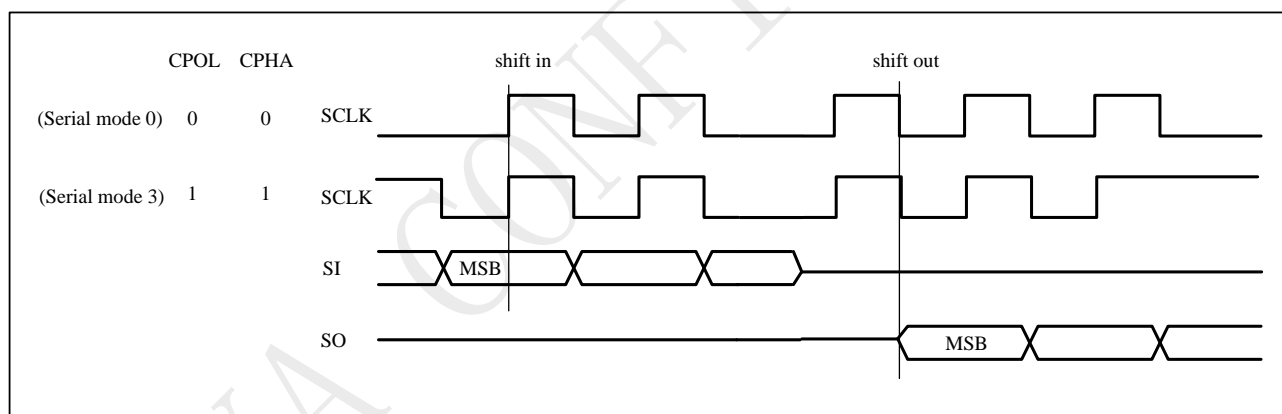 CPOL CPHA shift in shift out
(Serial mode 0) 0 0 SCLK
(Serial mode 3) 1 1 SCLK
SI MSB
SO MSB